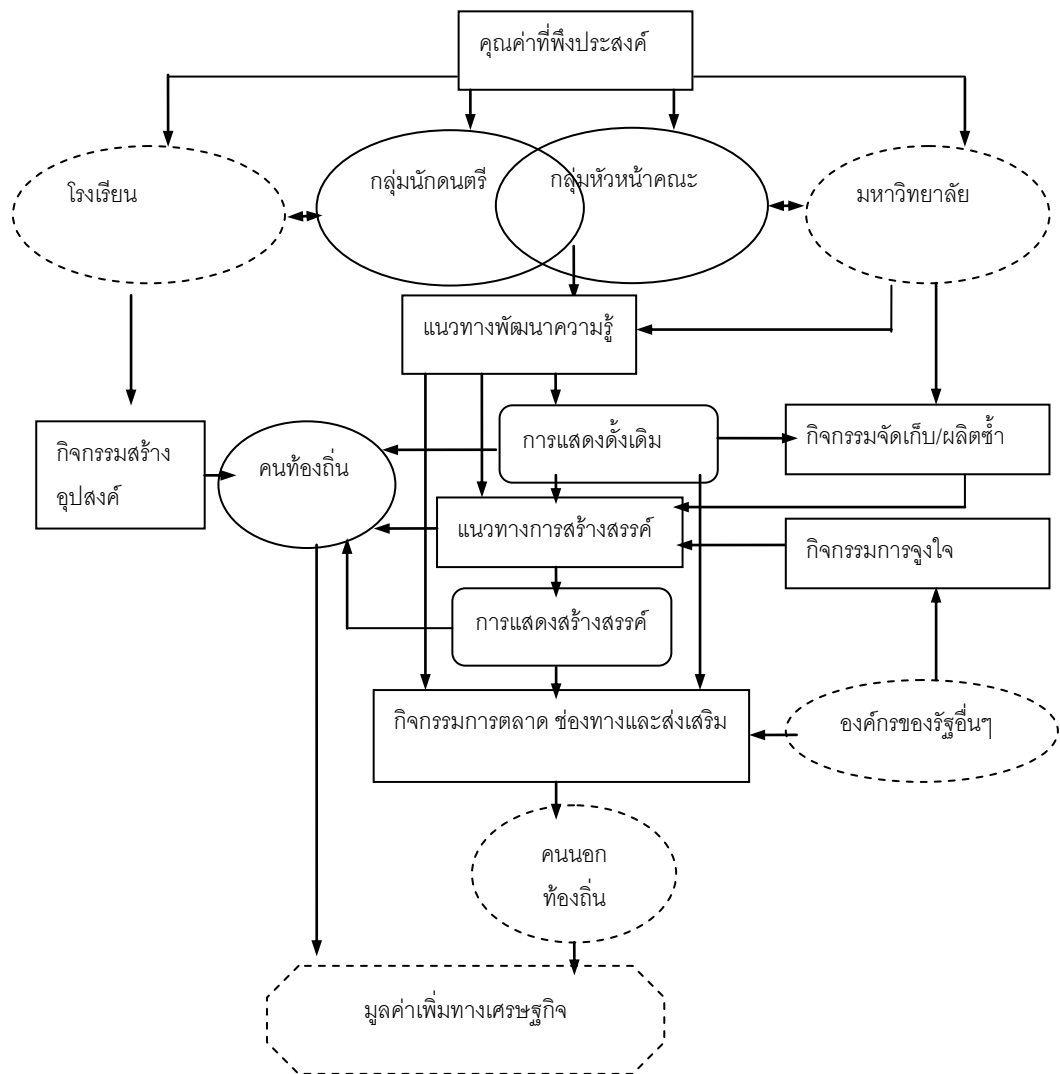 คุณค่าที่พึงประสงค์
โรงเรียน
กลุ่มนักดนตรี
กลุ่มหัวหน้าคณะ
มหาวิทยาลัย
แนวทางพัฒนาความรู้
การแสดงดั้งเดิม
กิจกรรมจัดเก็บ/ผลิตซ้ำ
กิจกรรมสร้าง
อุปสงค์
คนท้องถิ่น
แนวทางการสร้างสรรค์
กิจกรรมการจูงใจ
การแสดงสร้างสรรค์
กิจกรรมการตลาด ช่องทางและส่งเสริม
องค์กรของรัฐอื่นๆ
คนนอก
ท้องถิ่น
มูลค่าเพิ่มทางเศรษฐกิจ